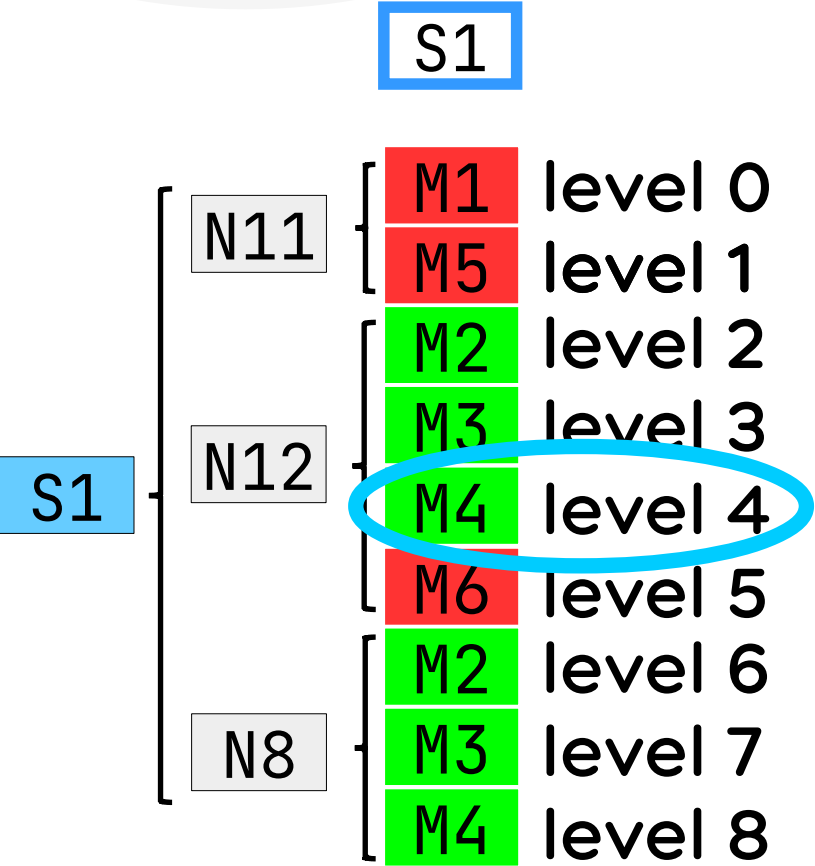 S1
M1 level 0
N11
M5 level 1
M2 level 2
M3 level 3
N12
S1
M4 level 4
M6 level 5
M2 level 6
N8
M3 level 7
M4 level 8